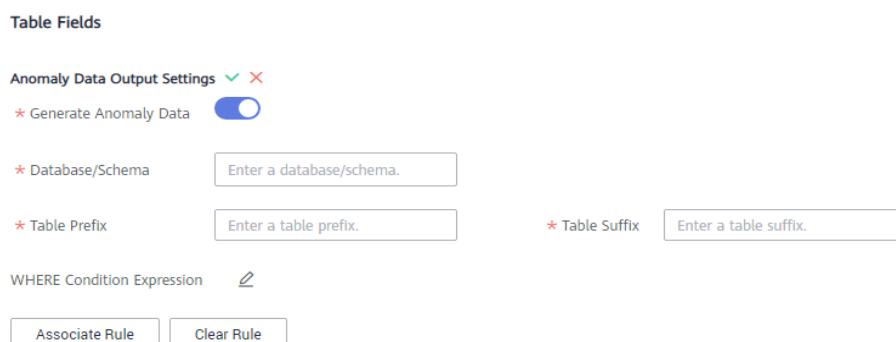 Table Fields
Anomaly Data Output Settings
* Generate Anomaly Data
* Database/Schema Enter a database/schema.
* Table Prefix Enter a table prefix. * Table Suffix Enter a table suffix.
WHERE Condition Expression
Associate Rule Clear Rule